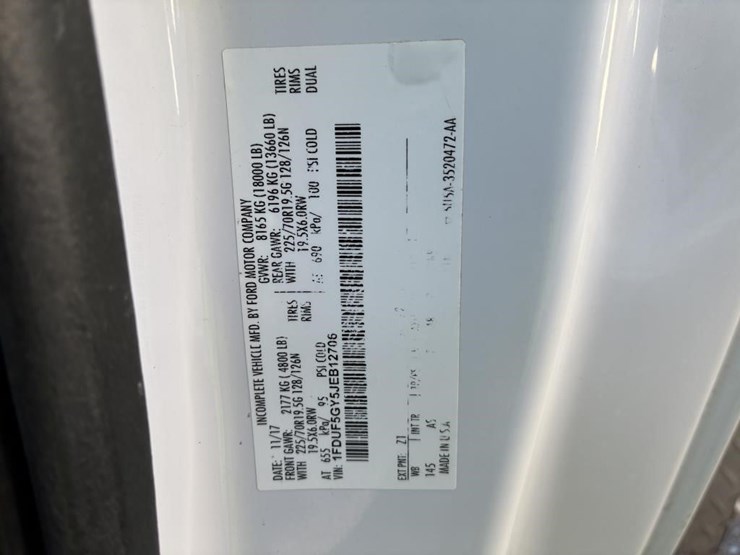 INCOMPLETE VEHICLE MFD. BY FORD MOTOR COMPANY
DATE: 11/17 GVWR: 8165 KG (18000 LB)
FRONT GAWR: 2177 KG (4800 LB) REAR GAWR: 6196 KG (13660 LB)
WITH 225/70R19.5G 128/126N TIRES WITH 225/70R19.5G 128/126N TIRES
19.5X6.0RW RIMS 19.5X6.0RW RIMS
AT 655 kPa/ 95 PSI COLD 690 kPa/ 100 PSI COLD DUAL
VIN: 1FDUF5GY5JEB12706
EXT PNT: Z1
WB INT TR
145 AS
MADE IN U S A 3520472-AA